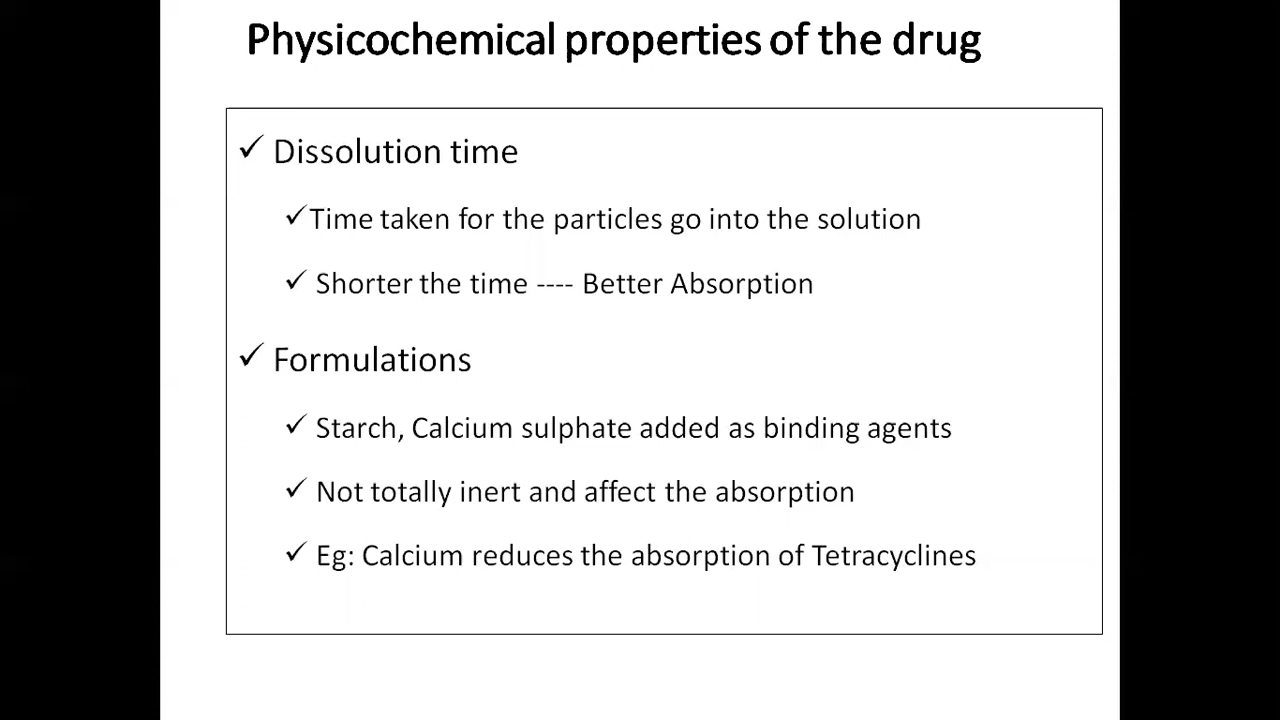 Physicochemical properties of the drug
✓ Dissolution time
✓Time taken for the particles go into the solution
✓ Shorter the time ---- Better Absorption
✓ Formulations
✓ Starch, Calcium sulphate added as binding agents
✓ Not totally inert and affect the absorption
✓ Eg: Calcium reduces the absorption of Tetracyclines